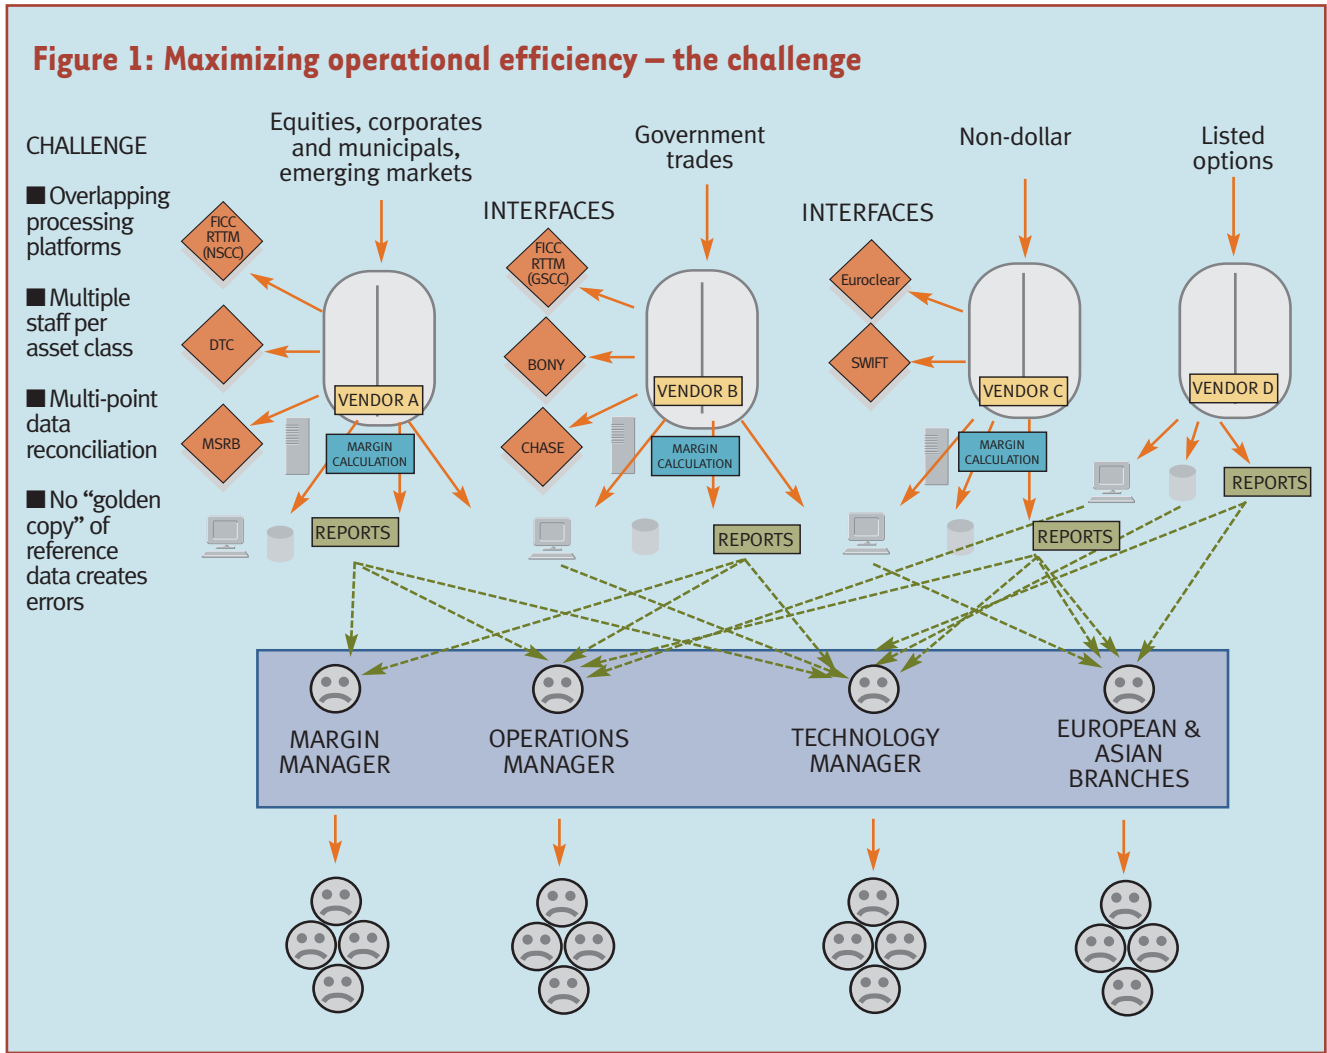 Figure 1: Maximizing operational efficiency – the challenge
CHALLENGE
■ Overlapping
processing
platforms
■ Multiple
staff per
asset class
■ Multi-point
data
reconciliation
■ No “golden
copy” of
reference
data creates
errors
Equities, corporates
and municipals,
emerging markets
FICC
RTTM
(NSCC)
DTC
MSRB
VENDOR A
MARGIN
CALCULATION
REPORTS
Government
trades
INTERFACES
FICC
RTTM
(GSCC)
BONY
CHASE
VENDOR B
MARGIN
CALCULATION
REPORTS
Non-dollar
INTERFACES
Euroclear
SWIFT
VENDOR C
MARGIN
CALCULATION
REPORTS
Listed
options
VENDOR D
REPORTS
MARGIN
MANAGER
OPERATIONS
MANAGER
TECHNOLOGY
MANAGER
EUROPEAN &
ASIAN
BRANCHES